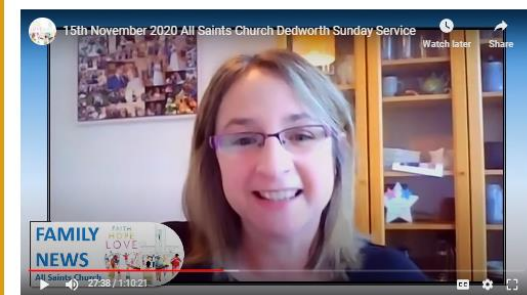 15th November 2020 All Saints Church Dedworth Sunday Service
Watch later
Share
FAMILY
NEWS
FAITH
HOPE
LOVE
All Saints Church
27:38 / 1:10:21
CC